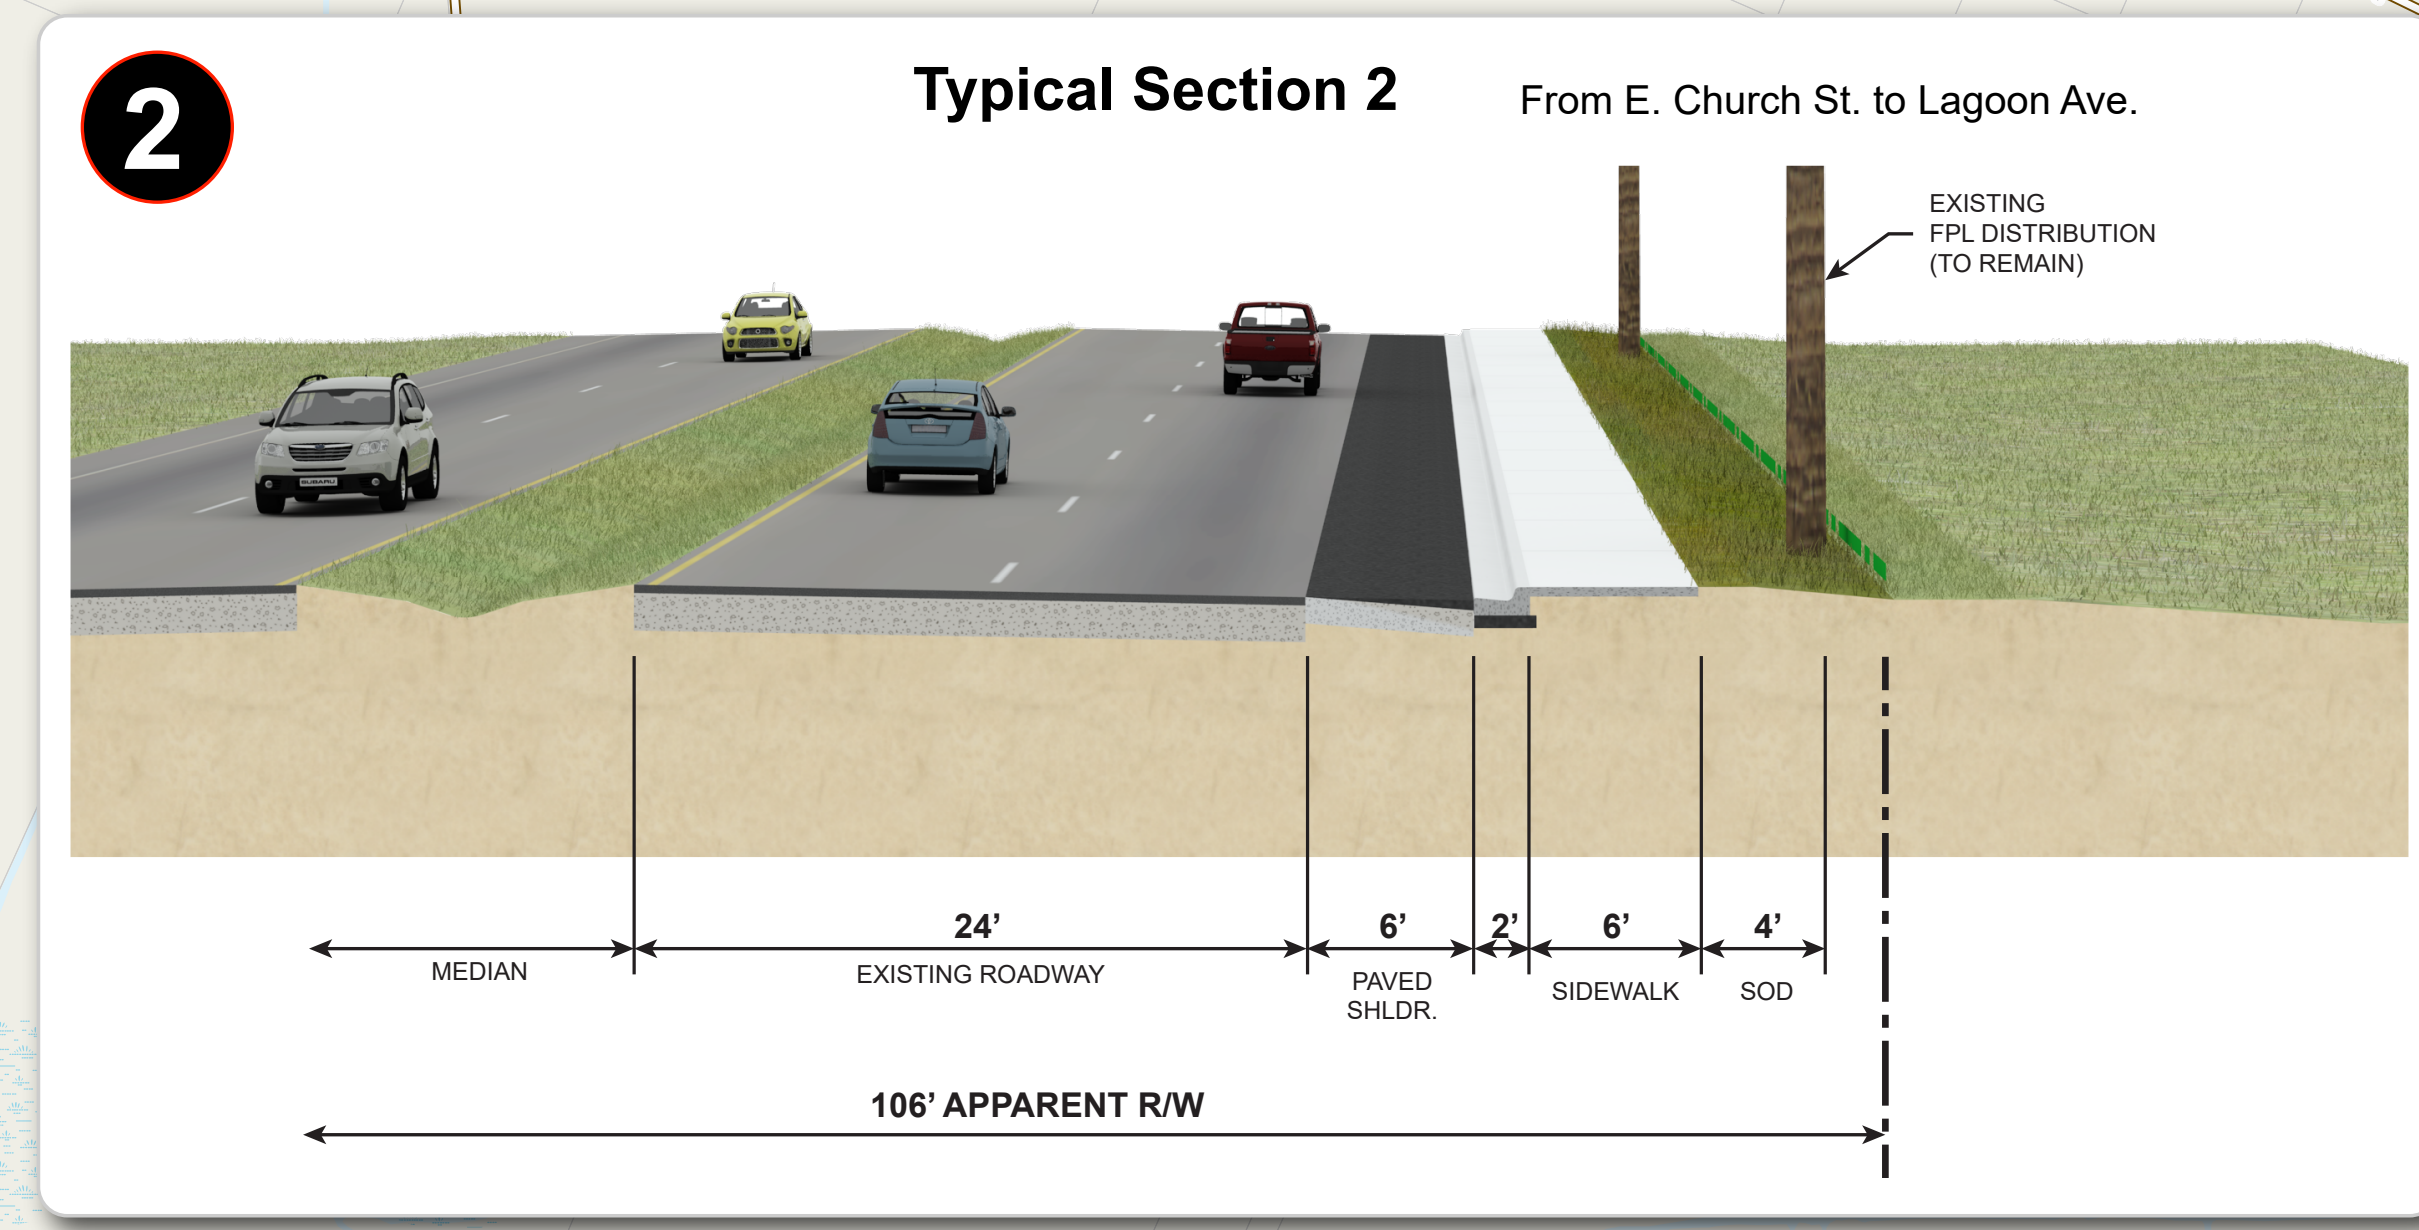 2
Typical Section 2
From E. Church St. to Lagoon Ave.
EXISTING
FPL DISTRIBUTION
(TO REMAIN)
SUBARU
24’
6’
2’
6’
4’
MEDIAN
EXISTING ROADWAY
PAVED
SHLDR.
SIDEWALK
SOD
106’ APPARENT R/W